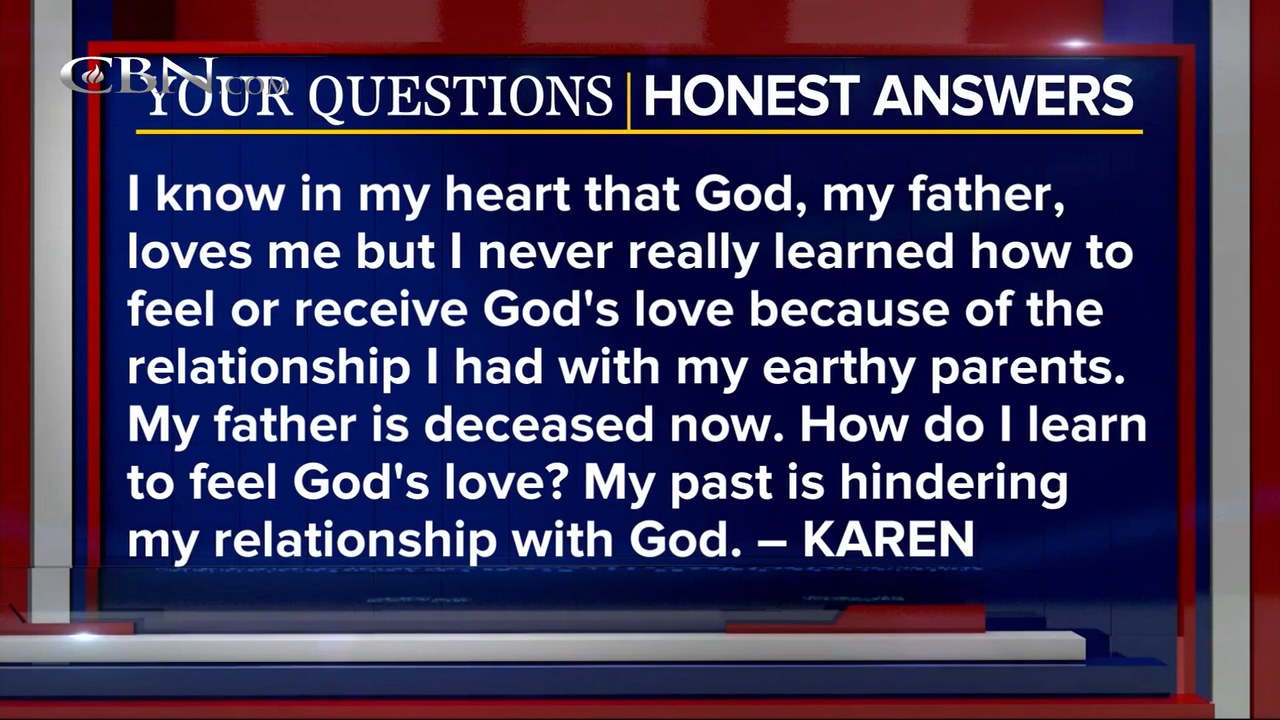 CBN.COM
YOUR QUESTIONS | HONEST ANSWERS
I know in my heart that God, my father,
loves me but I never really learned how to
feel or receive God's love because of the
relationship I had with my earthy parents.
My father is deceased now. How do I learn
to feel God's love? My past is hindering
my relationship with God. – KAREN